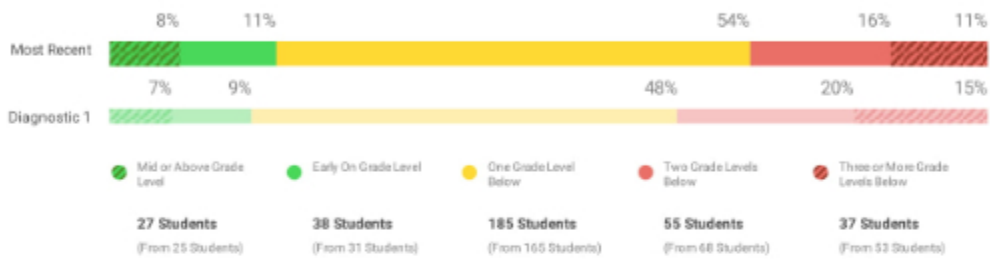 8% 11% 54% 16% 11%
Most Recent
7% 9% 48% 20% 15%
Diagnostic 1
Mid or Above Grade
Level
Early On Grade Level
One Grade Level
Below
Two Grade Levels
Below
Three or More Grade
Levels Below
27 Students
(From 25 Students)
38 Students
(From 31 Students)
185 Students
(From 165 Students)
55 Students
(From 68 Students)
37 Students
(From 53 Students)